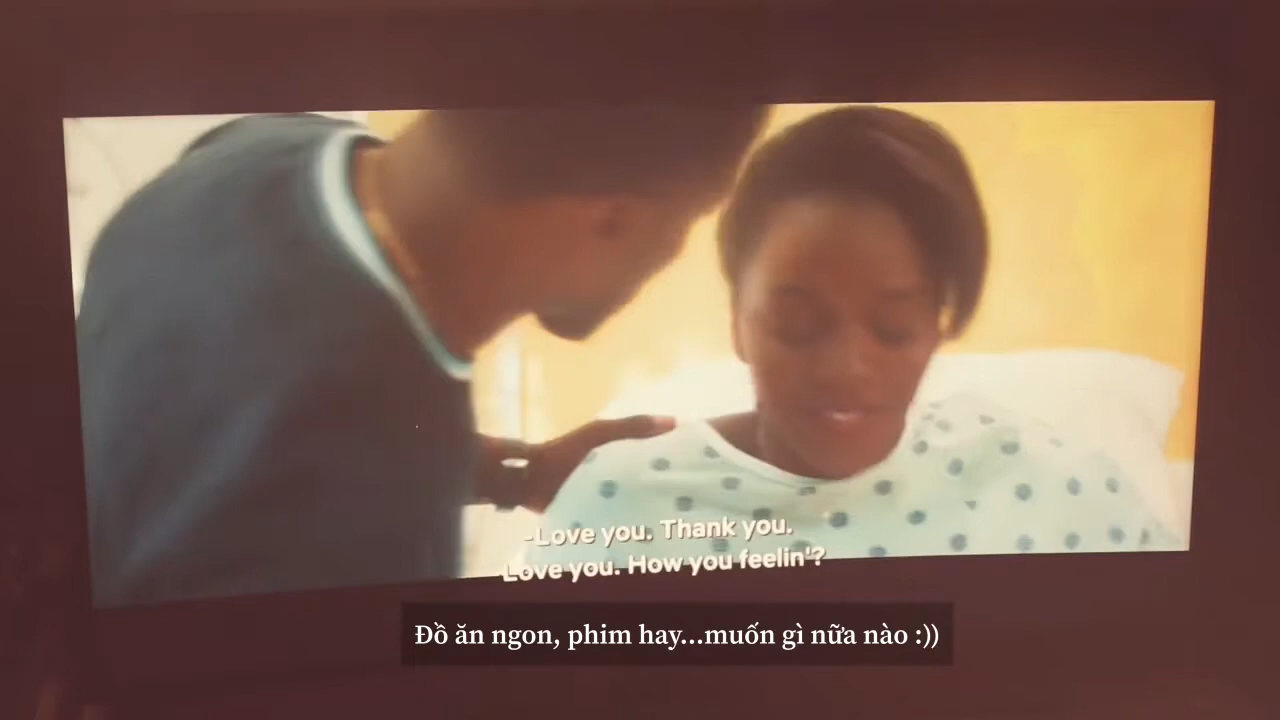 -Love you. Thank you.
Love you. How you feelin'?
Đồ ăn ngon, phim hay...muốn gì nữa nào :))